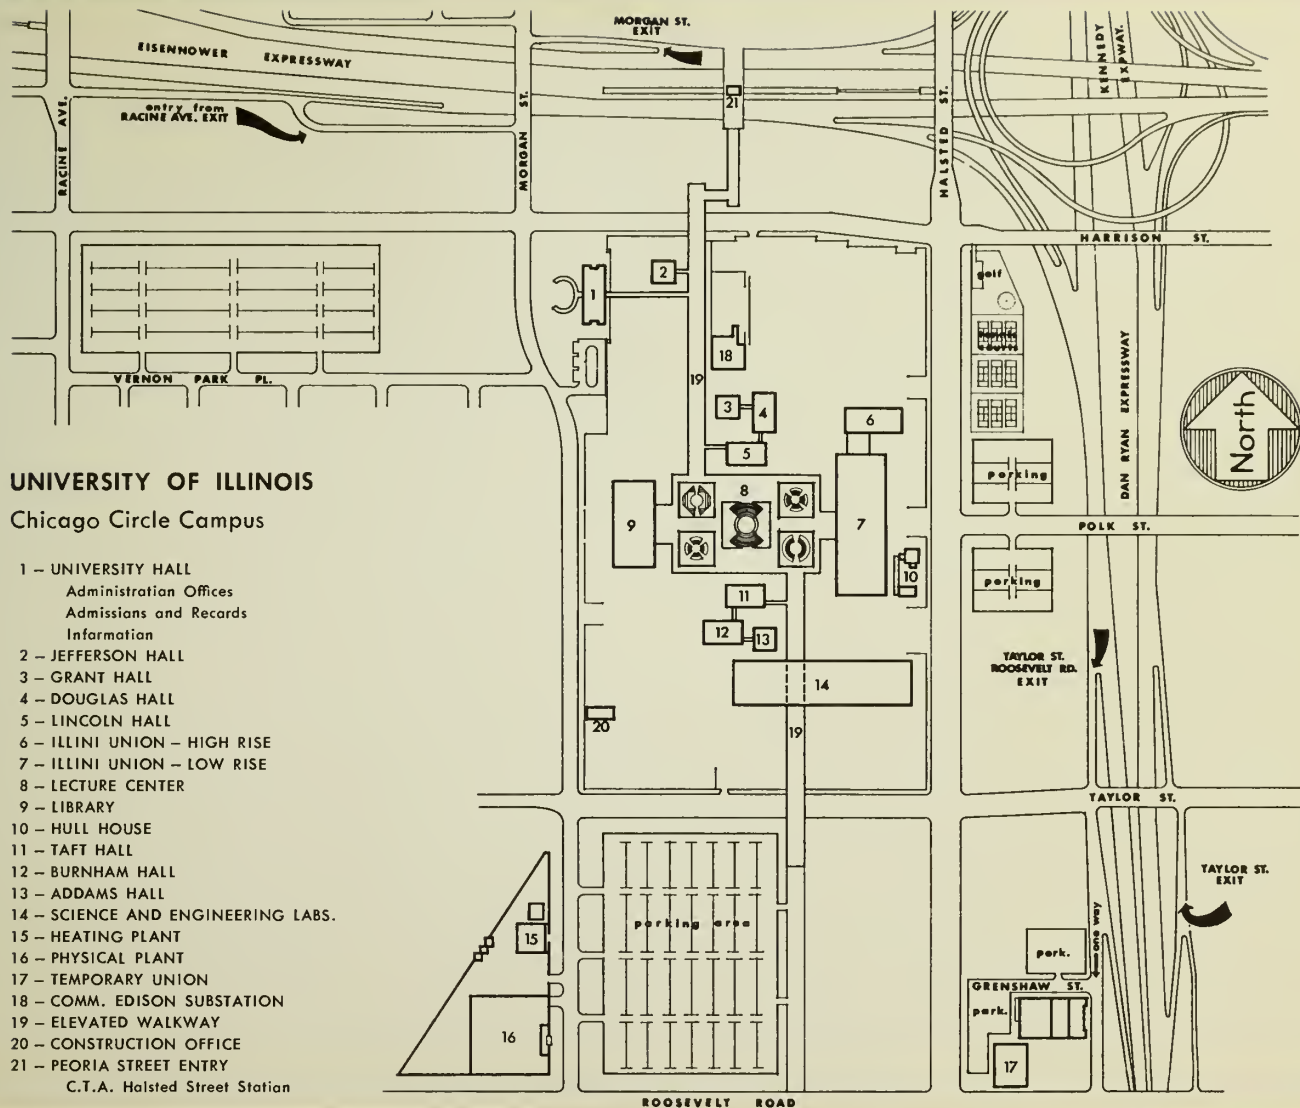 MORGAN ST.
EXIT
EISENHOWER EXPRESSWAY
KENNEDY
EXPWAY.
entry from
RACINE AVE. EXIT
RACINE AVE.
MORGAN ST.
21
HALSTED ST.
HARRISON ST.
golf
2
1
18
19
VERNON PARK PL.
3
4
5
6
DAN RYAN EXPRESSWAY
North
parking
8
9
7
POLK ST.
10
parking
11
12
13
TAYLOR ST.
ROOSEVELT RD.
EXIT
14
20
19
TAYLOR ST.
TAYLOR ST.
EXIT
parking area
15
one way
park.
GRENSHAW ST.
park.
16
17
ROOSEVELT ROAD
UNIVERSITY OF ILLINOIS
Chicago Circle Campus
1 – UNIVERSITY HALL
Administration Offices
Admissions and Records
Information
2 – JEFFERSON HALL
3 – GRANT HALL
4 – DOUGLAS HALL
5 – LINCOLN HALL
6 – ILLINI UNION – HIGH RISE
7 – ILLINI UNION – LOW RISE
8 – LECTURE CENTER
9 – LIBRARY
10 – HULL HOUSE
11 – TAFT HALL
12 – BURNHAM HALL
13 – ADDAMS HALL
14 – SCIENCE AND ENGINEERING LABS.
15 – HEATING PLANT
16 – PHYSICAL PLANT
17 – TEMPORARY UNION
18 – COMM. EDISON SUBSTATION
19 – ELEVATED WALKWAY
20 – CONSTRUCTION OFFICE
21 – PEORIA STREET ENTRY
C.T.A. Halsted Street Station